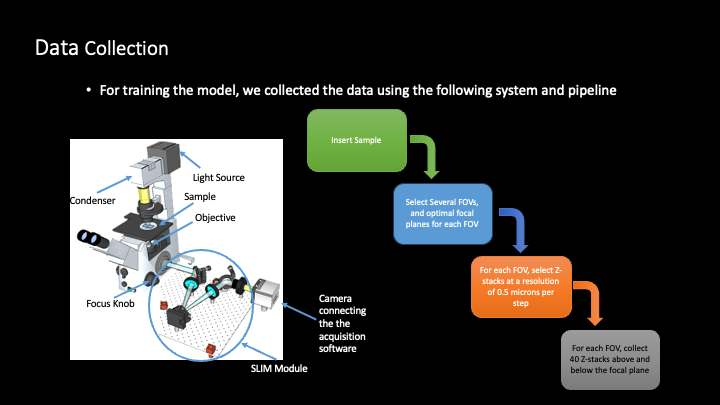 Data Collection
• For training the model, we collected the data using the following system and pipeline
Insert Sample
Light Source
Condenser
Sample
Objective
Focus Knob
Camera
connecting
the the
acquisition
software
SLIM Module
Select Several FOVs,
and optimal focal
planes for each FOV
For each FOV, select Z-
stacks at a resolution
of 0.5 microns per
step
For each FOV, collect
40 Z-stacks above and
below the focal plane